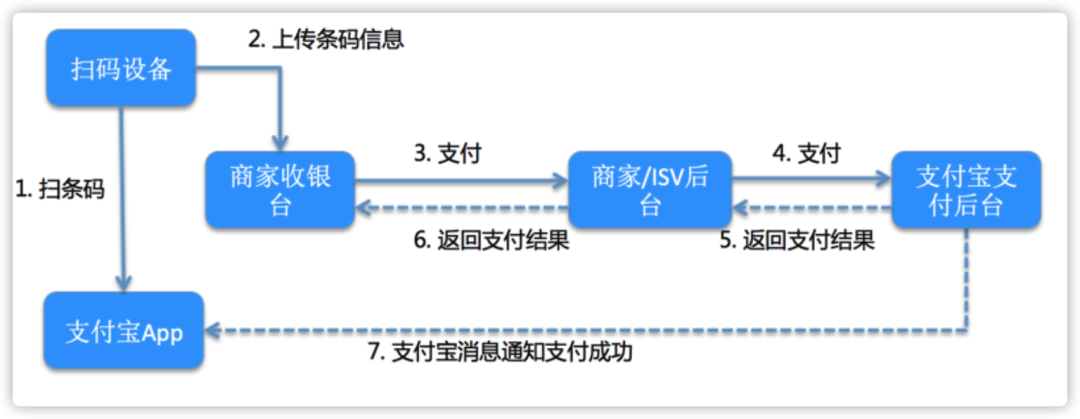 2. 上传条码信息
扫码设备
3. 支付
4. 支付
商家收银
台
商家/ISV后
台
支付宝支
付后台
1. 扫条码
6. 返回支付结果
5. 返回支付结果
支付宝App
7. 支付宝消息通知支付成功